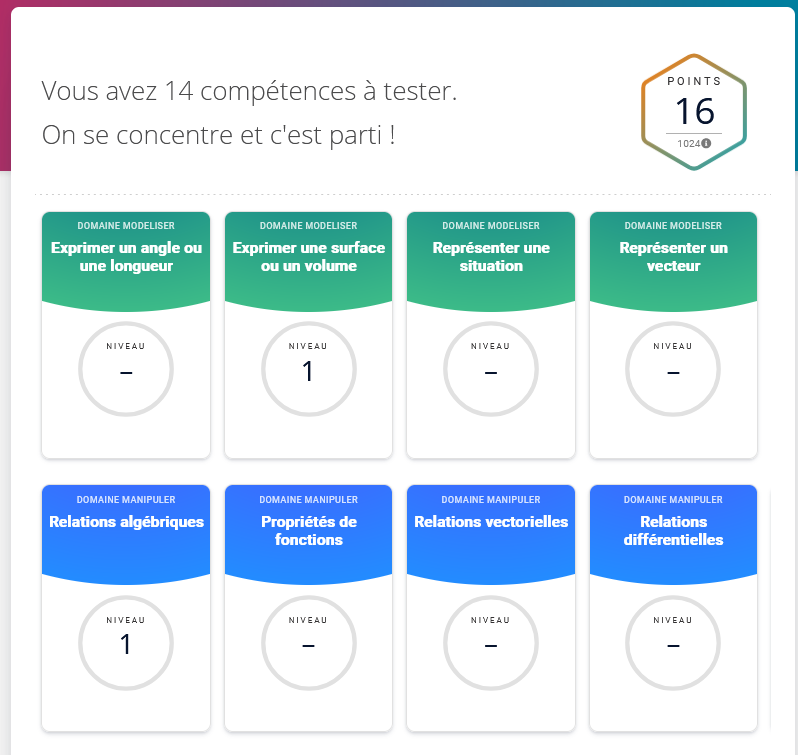 Vous avez 14 compétences à tester.
On se concentre et c'est parti !
POINTS
16
1024
DOMAINE MODELISER
Exprimer un angle ou
une longueur
NIVEAU
–
DOMAINE MODELISER
Exprimer une surface
ou un volume
NIVEAU
1
DOMAINE MODELISER
Représenter une
situation
NIVEAU
–
DOMAINE MODELISER
Représenter un
vecteur
NIVEAU
–
DOMAINE MANIPULER
Relations algébriques
NIVEAU
1
DOMAINE MANIPULER
Propriétés de
fonctions
NIVEAU
–
DOMAINE MANIPULER
Relations vectorielles
NIVEAU
–
DOMAINE MANIPULER
Relations
différentielles
NIVEAU
–